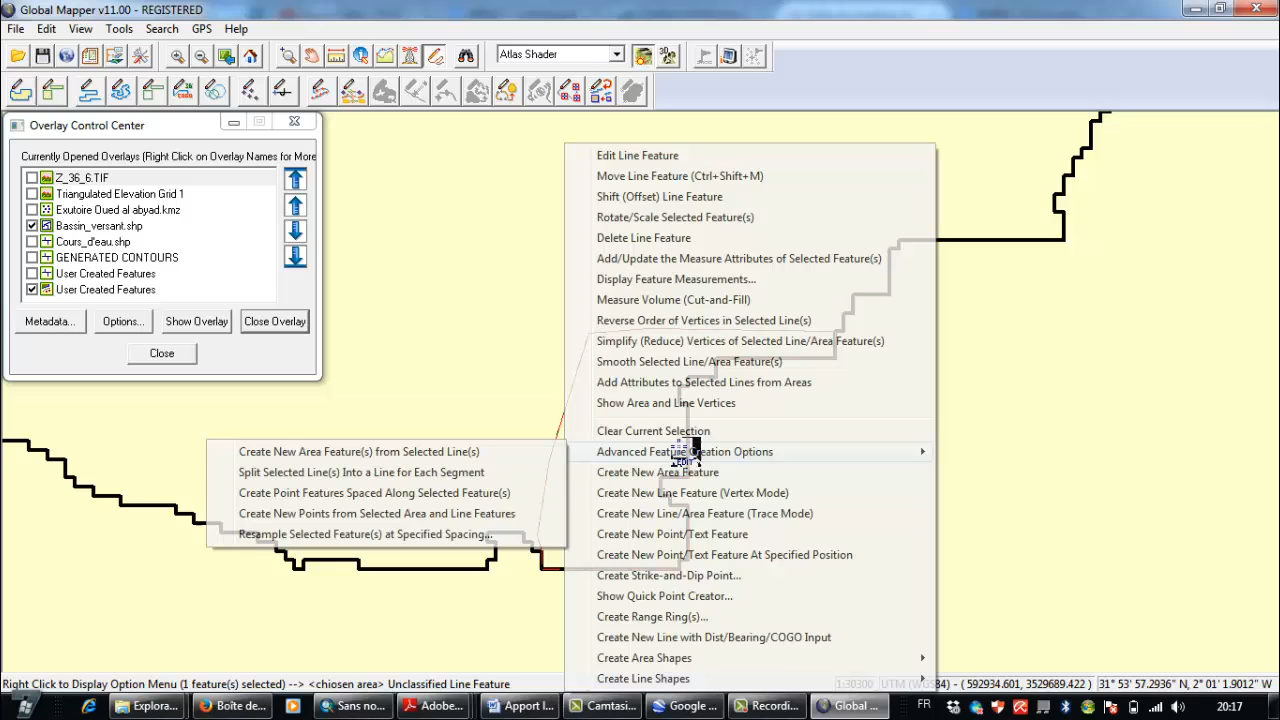 Global Mapper v11.00 - REGISTERED
File Edit View Tools Search GPS Help
Atlas Shader
Overlay Control Center
Currently Opened Overlays (Right Click on Overlay Names for More
Z_36_6.TIF
Triangulated Elevation Grid 1
Exutoire Oued al abyad.kmz
Bassin_versant.shp
Cours_d'eau.shp
GENERATED CONTOURS
User Created Features
User Created Features
Metadata... Options... Show Overlay Close Overlay
Close
Edit Line Feature
Move Line Feature (Ctrl+Shift+M)
Shift (Offset) Line Feature
Rotate/Scale Selected Feature(s)
Delete Line Feature
Add/Update the Measure Attributes of Selected Feature(s)
Display Feature Measurements...
Measure Volume (Cut-and-Fill)
Reverse Order of Vertices in Selected Line(s)
Simplify (Reduce) Vertices of Selected Line/Area Feature(s)
Smooth Selected Line/Area Feature(s)
Add Attributes to Selected Lines from Areas
Show Area and Line Vertices
Clear Current Selection
Advanced Feature Creation Options
Create New Area Feature
Create New Line Feature (Vertex Mode)
Create New Line/Area Feature (Trace Mode)
Create New Point/Text Feature
Create New Point/Text Feature At Specified Position
Create Strike-and-Dip Point...
Show Quick Point Creator...
Create Range Ring(s)...
Create New Line with Dist/Bearing/COGO Input
Create Area Shapes
Create Line Shapes
Create New Area Feature(s) from Selected Line(s)
Split Selected Line(s) Into a Line for Each Segment
Create Point Features Spaced Along Selected Feature(s)
Create New Points from Selected Area and Line Features
Resample Selected Feature(s) at Specified Spacing...
EDIT
Right Click to Display Option Menu (1 feature(s) selected) --> <chosen area> Unclassified Line Feature
1:30300 UTM (WGS84) - ( 592934.601, 3529689.422 ) 31° 53' 57.2936" N, 2° 01' 1.9012" W
Explora... Boîte de... Sans no... Adobe... Apport l... Camtasi... Google ... Recordi... Global ... FR 20:17